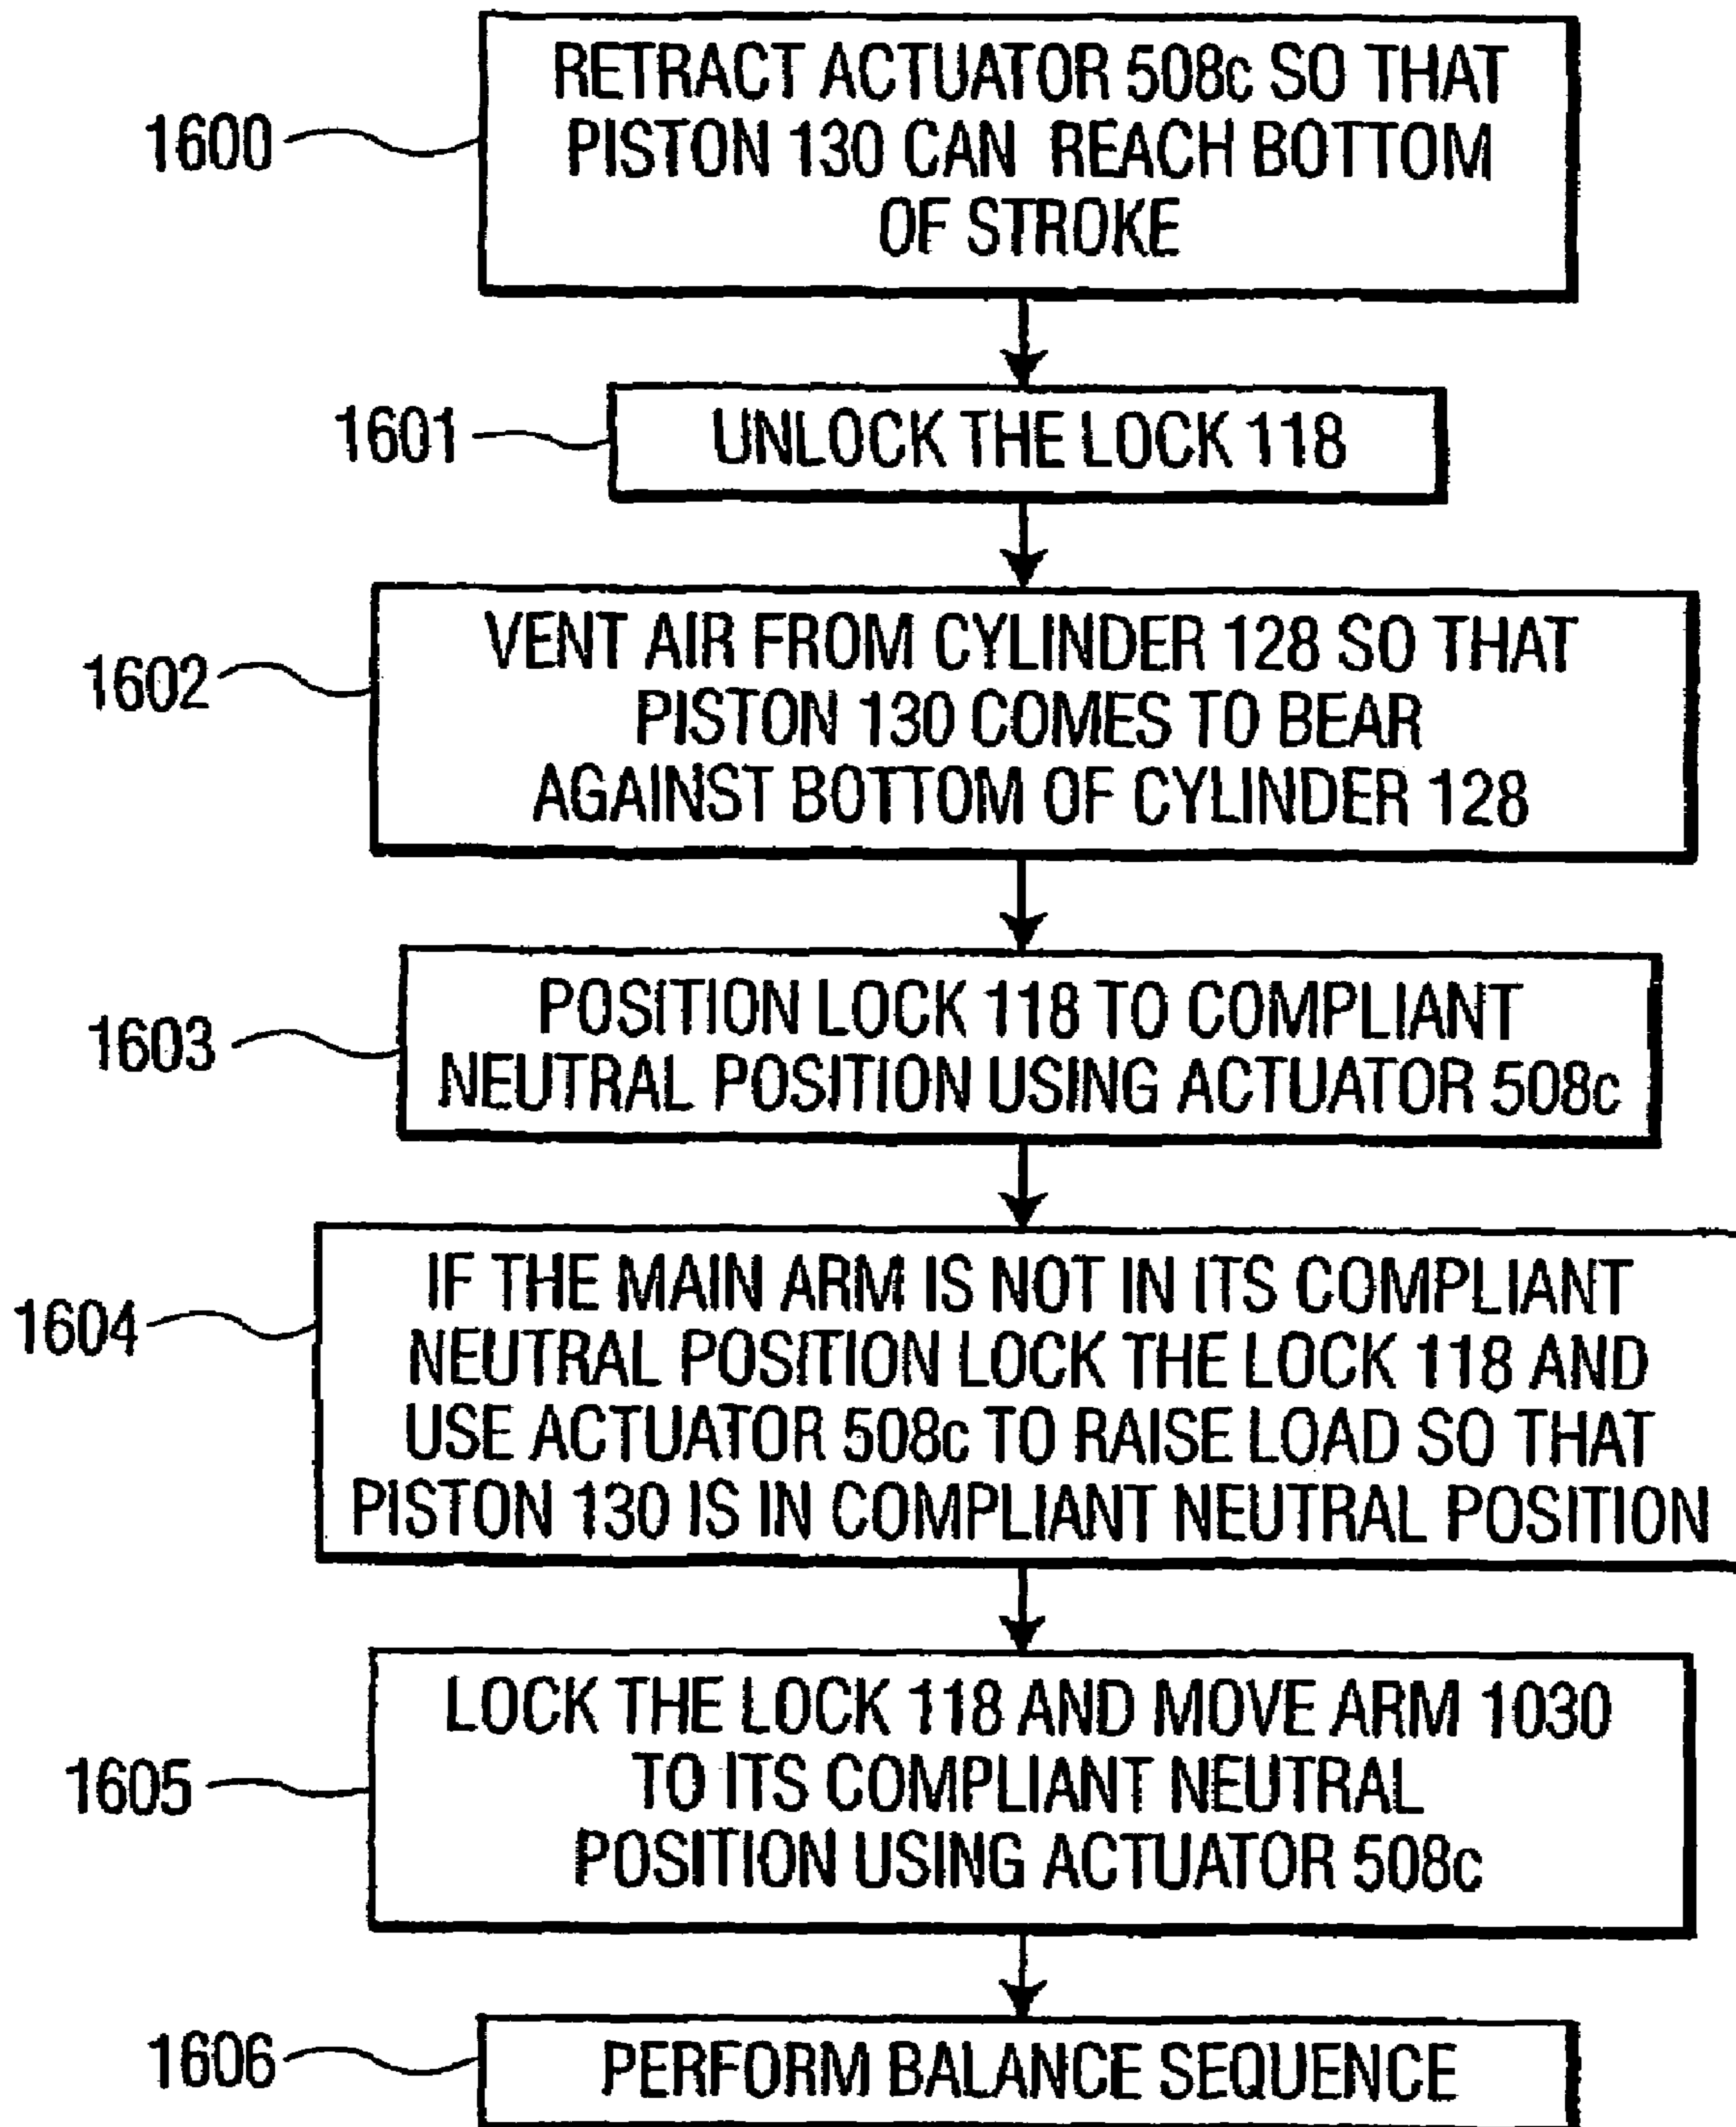 1600
RETRACT ACTUATOR 508c SO THAT
PISTON 130 CAN REACH BOTTOM
OF STROKE
1601
UNLOCK THE LOCK 118
1602
VENT AIR FROM CYLINDER 128 SO THAT
PISTON 130 COMES TO BEAR
AGAINST BOTTOM OF CYLINDER 128
1603
POSITION LOCK 118 TO COMPLIANT
NEUTRAL POSITION USING ACTUATOR 508c
1604
IF THE MAIN ARM IS NOT IN ITS COMPLIANT
NEUTRAL POSITION LOCK THE LOCK 118 AND
USE ACTUATOR 508c TO RAISE LOAD SO THAT
PISTON 130 IS IN COMPLIANT NEUTRAL POSITION
1605
LOCK THE LOCK 118 AND MOVE ARM 1030
TO ITS COMPLIANT NEUTRAL
POSITION USING ACTUATOR 508c
1606
PERFORM BALANCE SEQUENCE